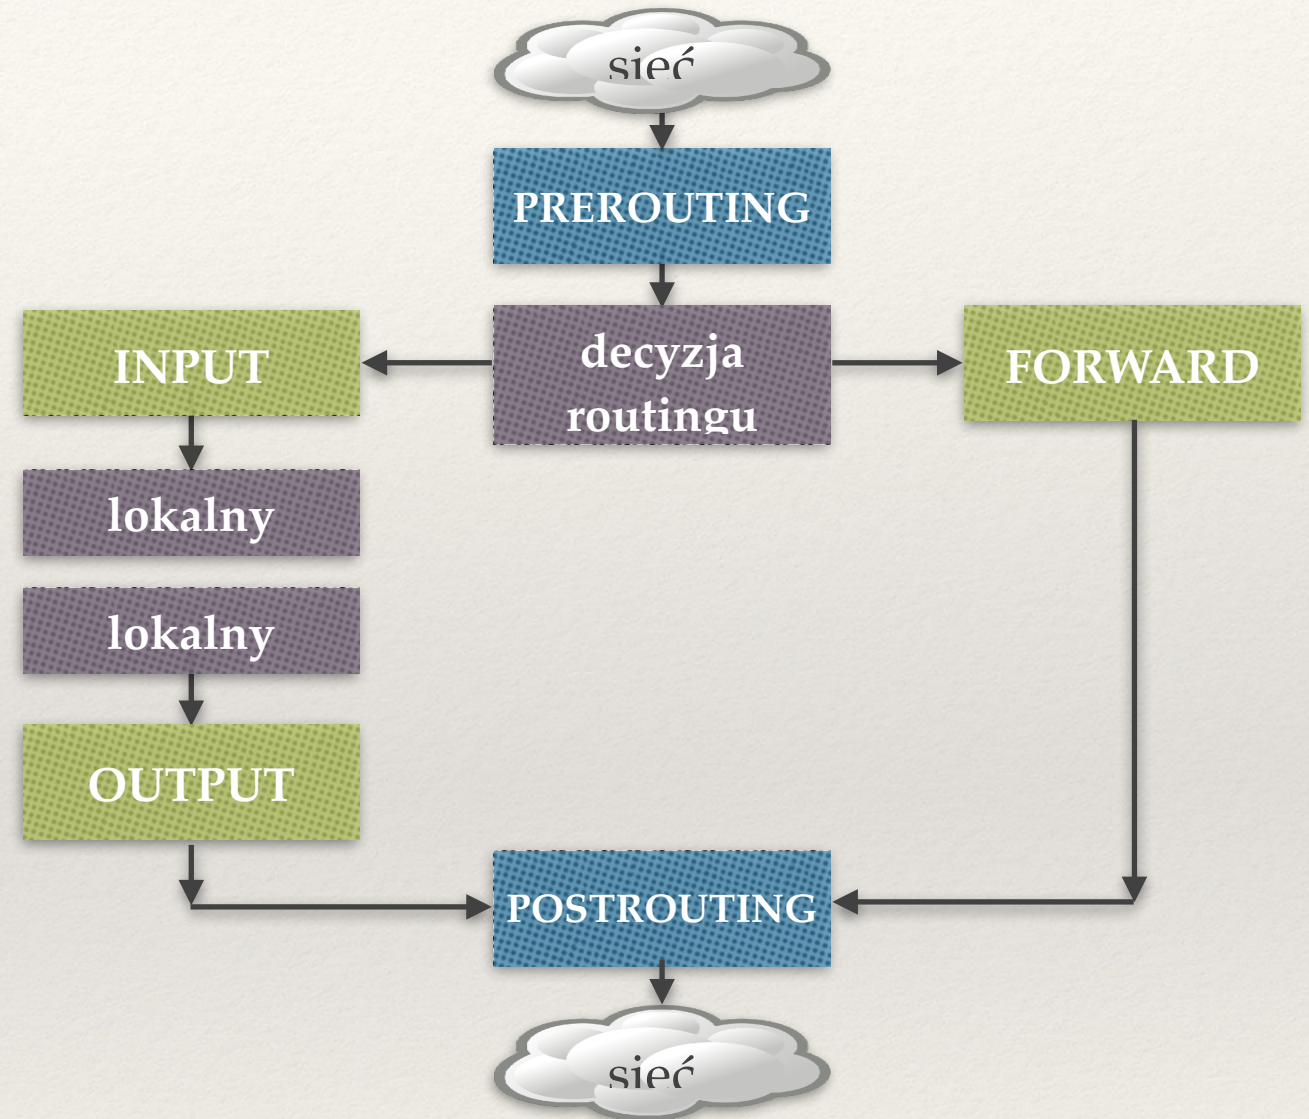 sieć
PREROUTING
INPUT
decyzja
routingu
FORWARD
lokalny
lokalny
OUTPUT
POSTROUTING
sieć